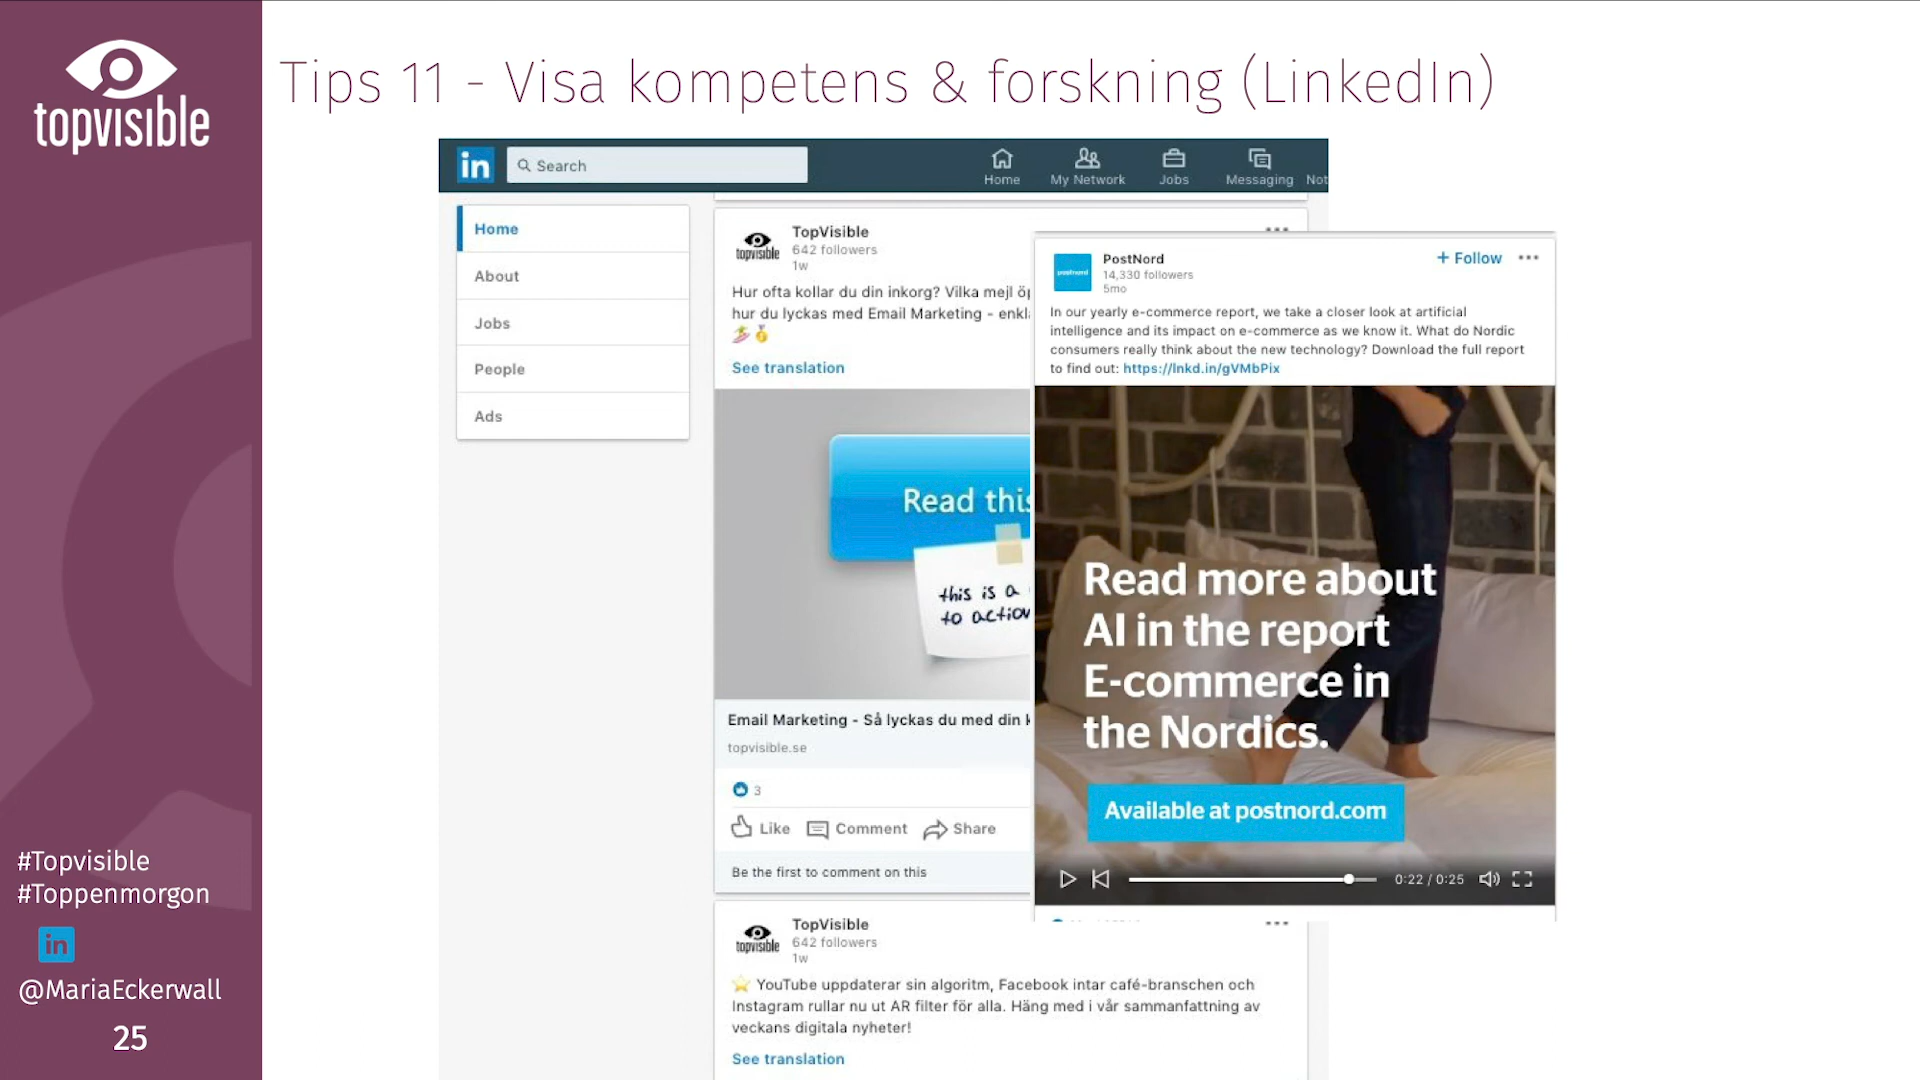 topvisible
Tips 11 - Visa kompetens & forskning (LinkedIn)
in
Search
Home
My Network
Jobs
Messaging
Home
About
Jobs
People
Ads
topvisible
TopVisible
642 followers
1w
Hur ofta kollar du din inkorg? Vilka mejl
hur du lyckas med Email Marketing -
See translation
Read this
this is a
to action
Email Marketing - Så lyckas du med din
topvisible.se
3
Like
Comment
Share
Be the first to comment on this
postnord
PostNord
14,330 followers
5mo
+ Follow
In our yearly e-commerce report, we take a closer look at artificial
intelligence and its impact on e-commerce as we know it. What do Nordic
consumers really think about the new technology? Download the full report
to find out: https://lnkd.in/gVMbPix
Read more about
AI in the report
E-commerce in
the Nordics.
Available at postnord.com
0:22 / 0:25
topvisible
TopVisible
642 followers
1w
YouTube uppdaterar sin algoritm, Facebook intar café-branschen och
Instagram rullar nu ut AR filter för alla. Häng med i vår sammanfattning av
veckans digitala nyheter!
See translation
#Topvisible
#Toppenmorgon
in
@MariaEckerwall
25